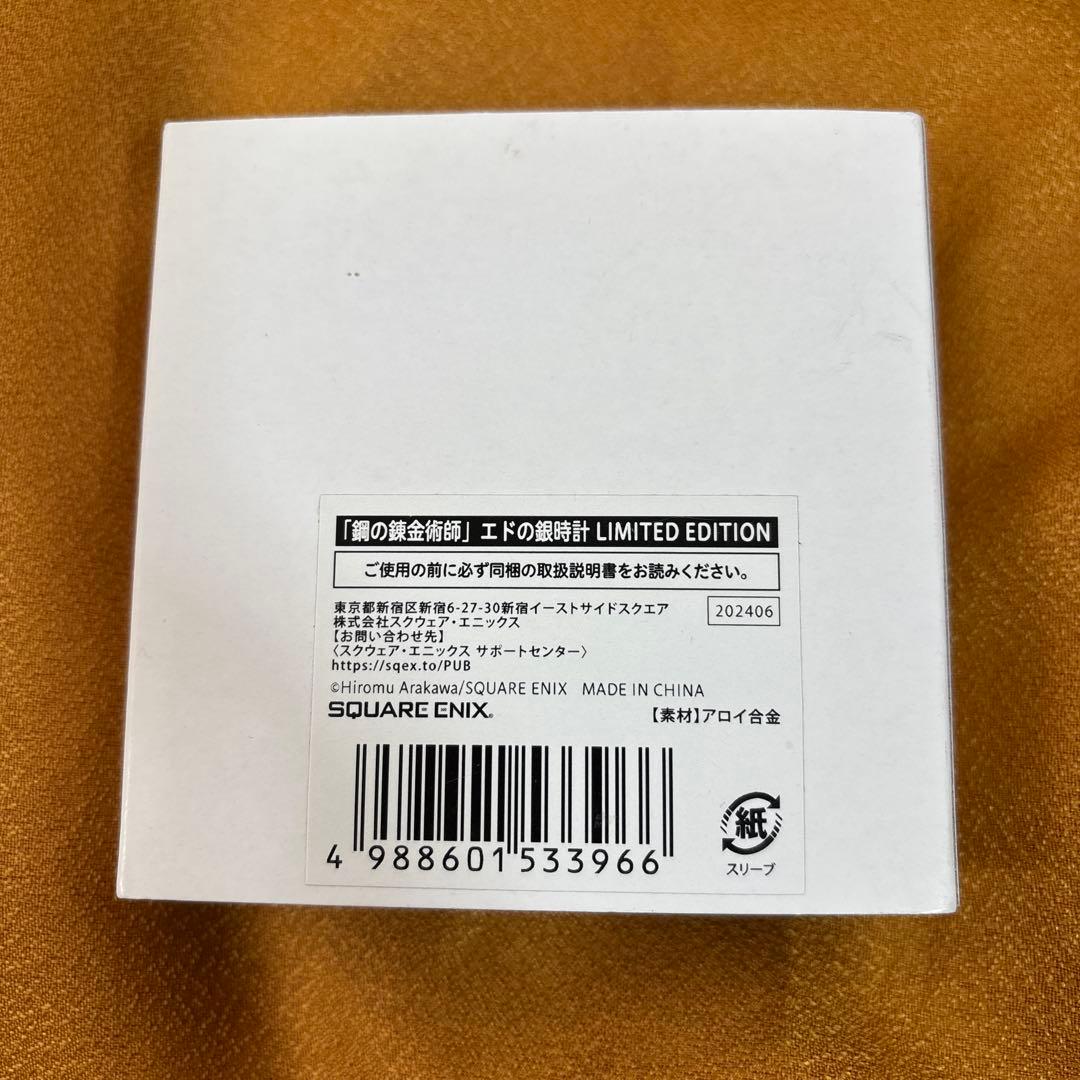 「鋼の錬金術師」エドの銀時計 LIMITED EDITION
ご使用の前に必ず同梱の取扱説明書をお読みください。
東京都新宿区新宿6-27-30新宿イーストサイドスクエア
202406
株式会社スクウェア・エニックス
【お問い合わせ先】
〈スクウェア・エニックス サポートセンター〉
https://sqex.to/PUB
©Hiromu Arakawa/SQUARE ENIX MADE IN CHINA
SQUARE ENIX®
【素材】アロイ合金
4 988601 533966
紙
スリーブ